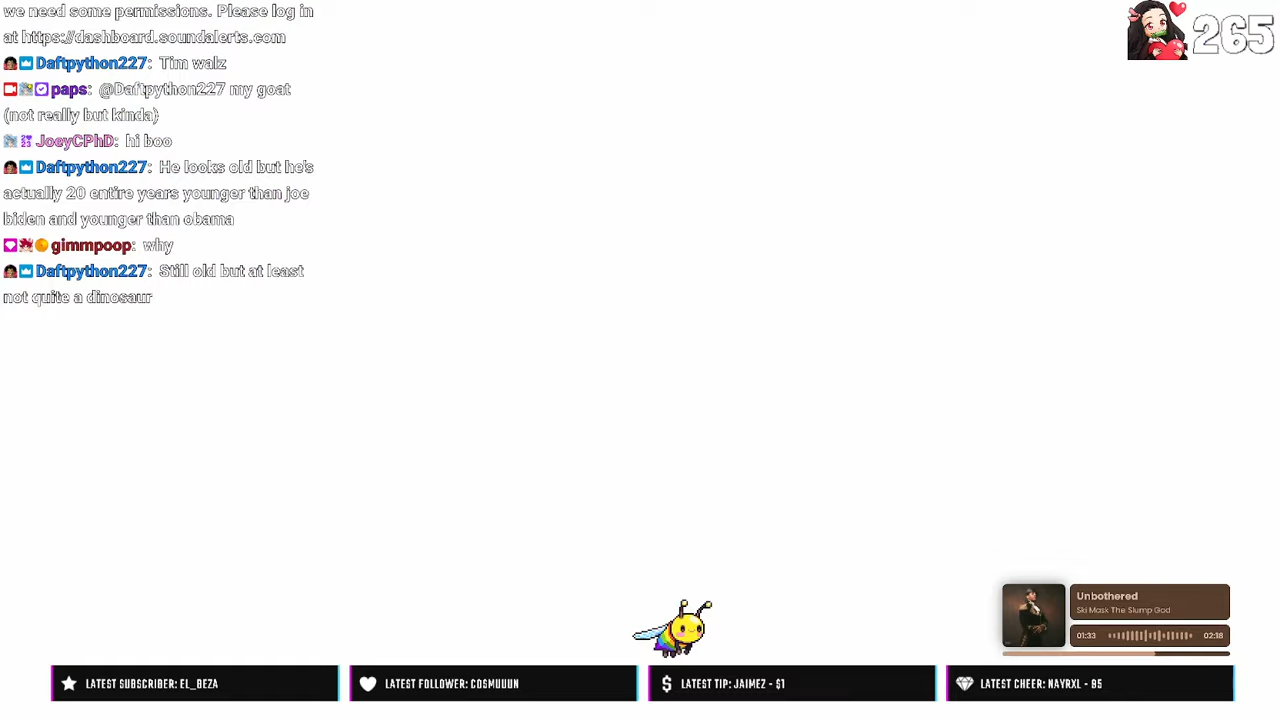 we need some permissions. Please log in
at https://dashboard.soundalerts.com
Daftpython227: Tim walz
paps: @Daftpython227 my goat
(not really but kinda)
JoeyCPhD: hi boo
Daftpython227: He looks old but he's
actually 20 entire years younger than joe
biden and younger than obama
gimmpoop: why
Daftpython227: Still old but at least
not quite a dinosaur
265
Unbothered
Ski Mask The Slump God
01:33 02:18
LATEST SUBSCRIBER: EL_BEZA
LATEST FOLLOWER: COSMUUUN
LATEST TIP: JAIMEZ - $1
LATEST CHEER: NAYRXL - 85